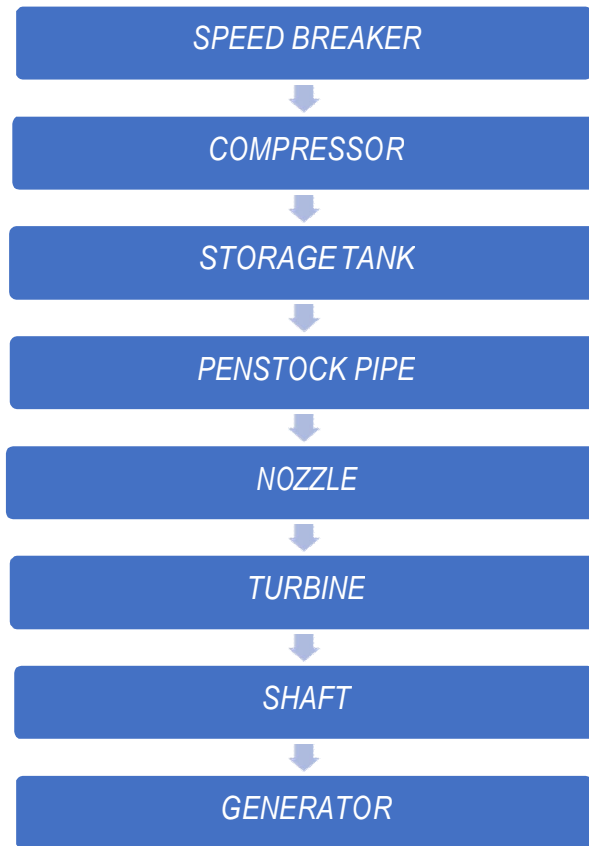 SPEED BREAKER
COMPRESSOR
STORAGE TANK
PENSTOCK PIPE
NOZZLE
TURBINE
SHAFT
GENERATOR